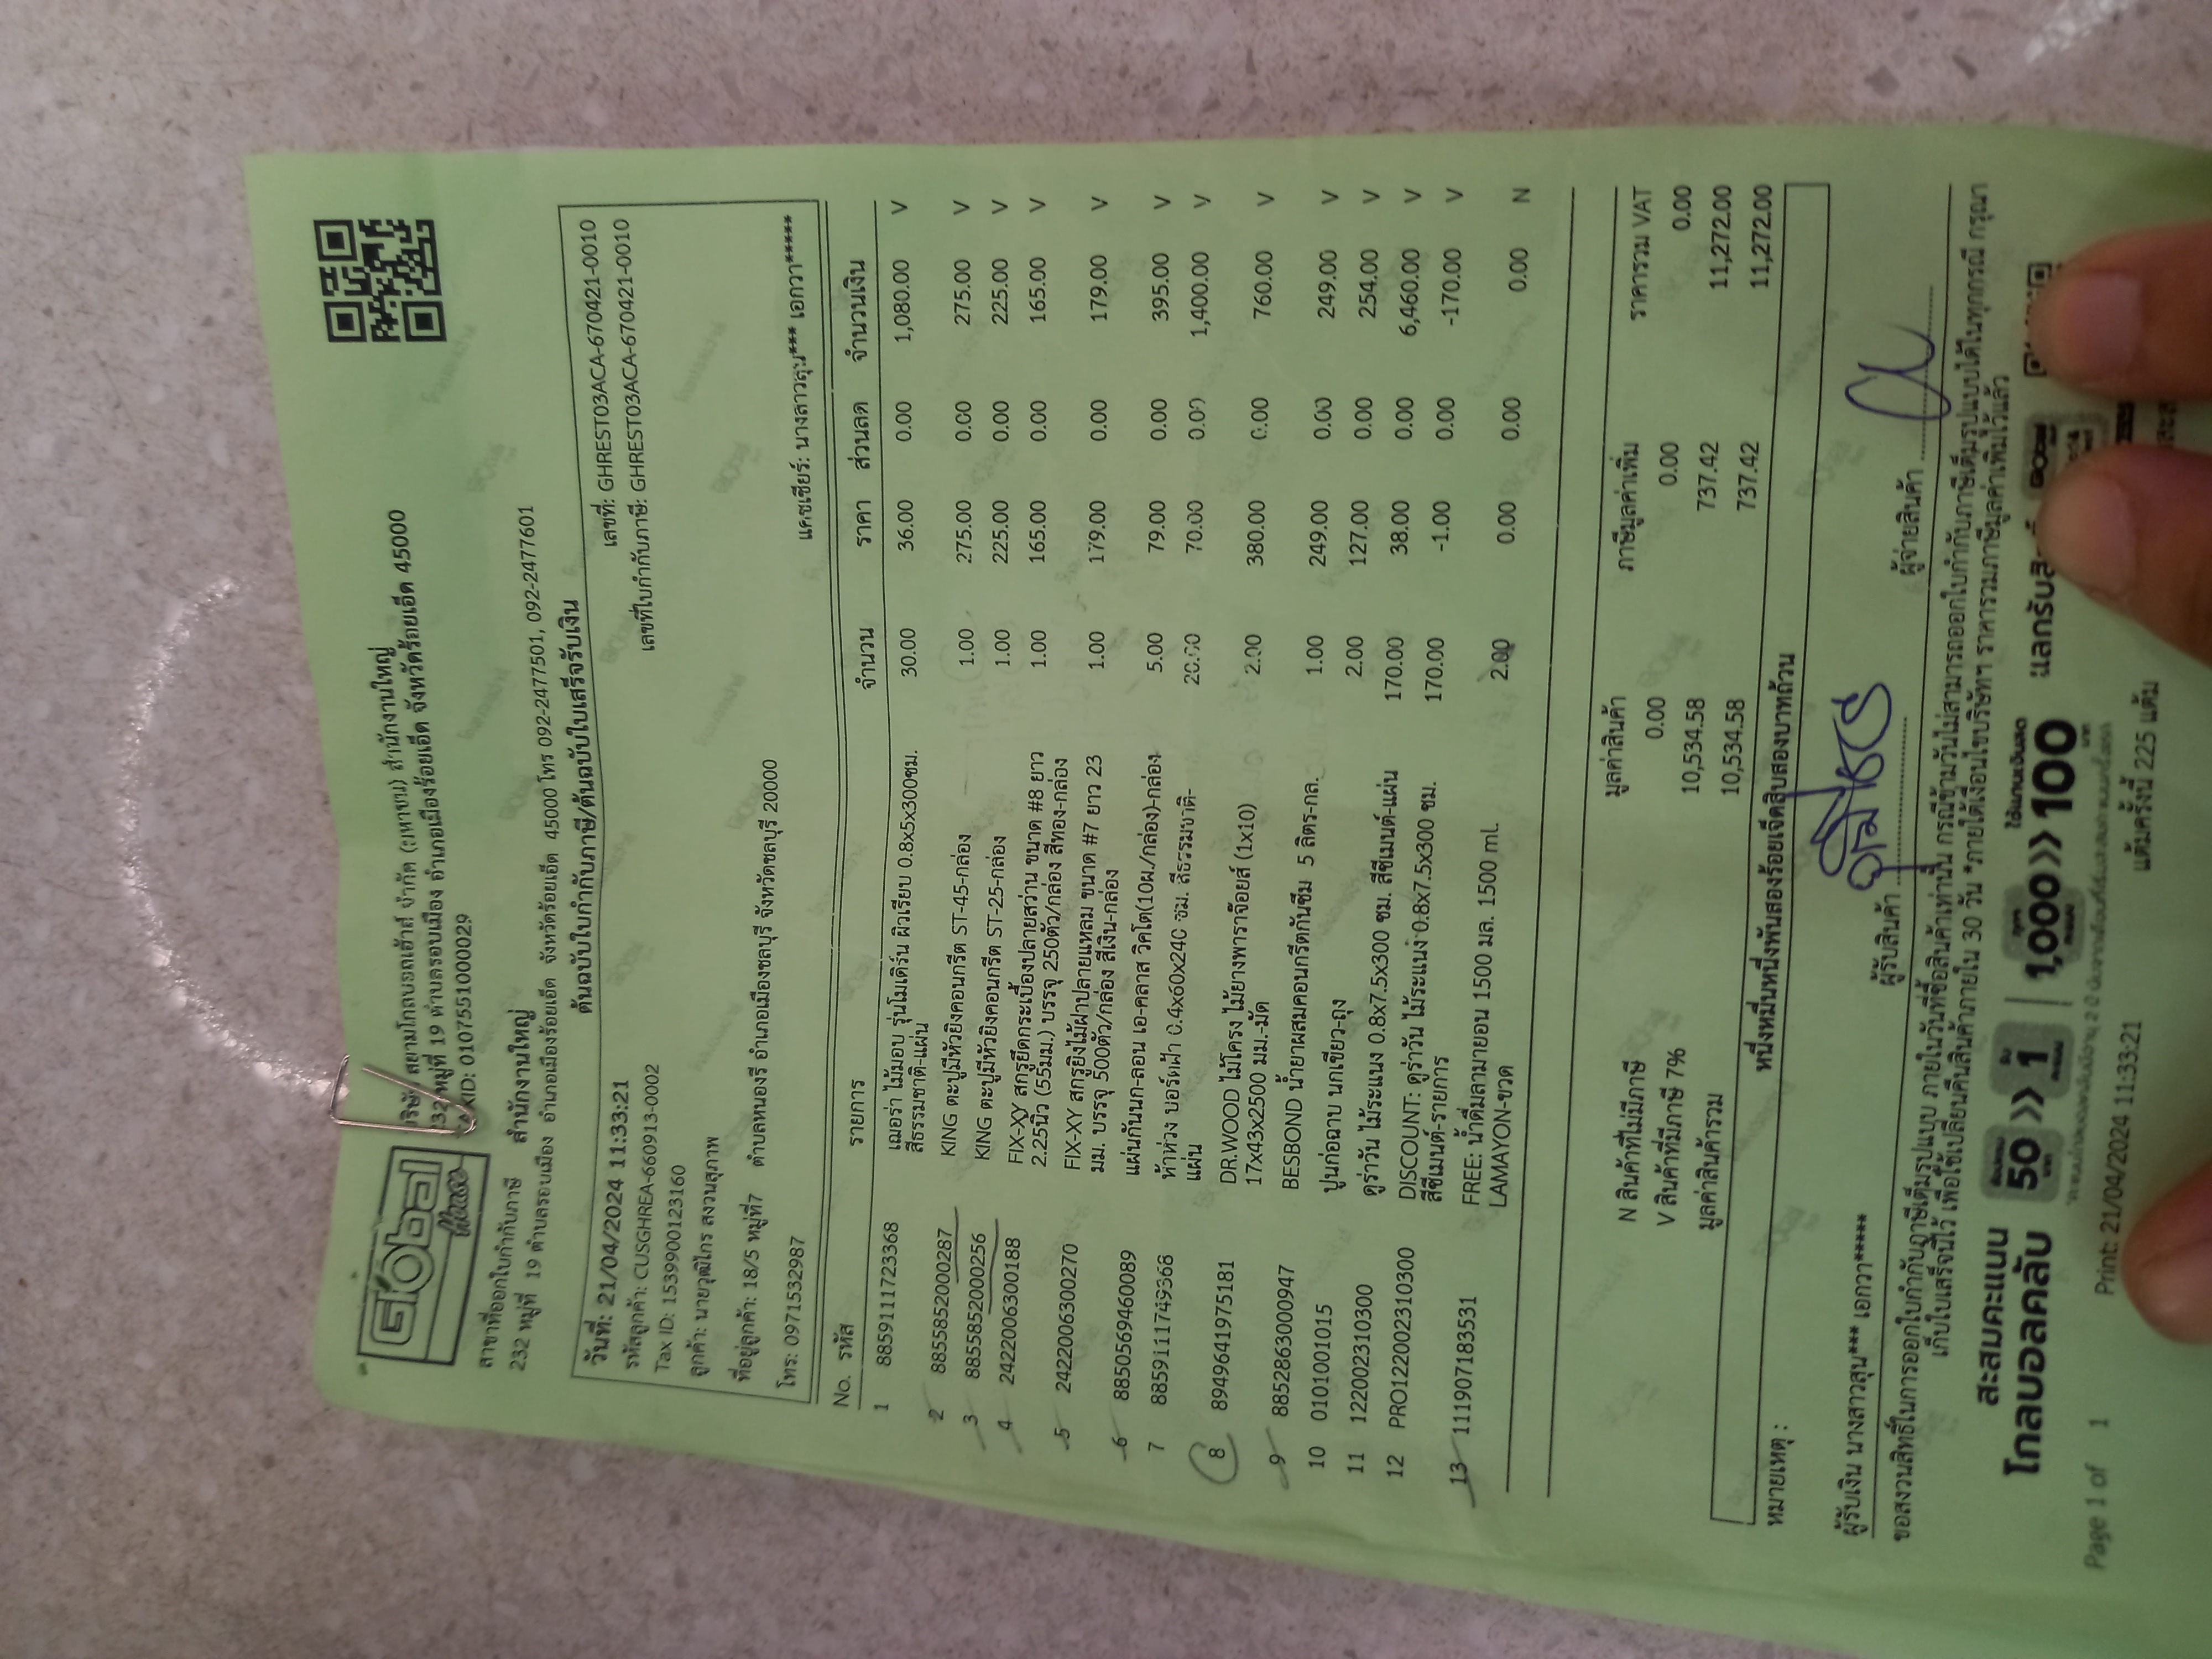 Global
House
บริษัท สยามโกลบอลเฮ้าส์ จำกัด (มหาชน) สำนักงานใหญ่
232 หมู่ที่ 19 ตำบลรอบเมือง อำเภอเมืองร้อยเอ็ด จังหวัดร้อยเอ็ด 45000
TAXID: 0107551000029
สาขาที่ออกใบกำกับภาษี สำนักงานใหญ่
232 หมู่ที่ 19 ตำบลรอบเมือง อำเภอเมืองร้อยเอ็ด จังหวัดร้อยเอ็ด 45000 โทร 092-2477501, 092-2477601
ต้นฉบับใบกำกับภาษี/ต้นฉบับใบเสร็จรับเงิน
วันที่: 21/04/2024 11:33:21 เลขที่: GHREST03ACA-670421-0010
รหัสลูกค้า: CUSGHREA-660913-0002 เลขที่ใบกำกับภาษี: GHREST03ACA-670421-0010
Tax ID: 1539900123160
ลูกค้า: นายวุฒิไกร สงวนสุภาพ
ที่อยู่ลูกค้า: 18/5 หมู่ที่7 ตำบลหนองรี อำเภอเมืองชลบุรี จังหวัดชลบุรี 20000
โทร: 0971532987 แคชเชียร์: นางสาวสุน*** เอกวา*****
No. รหัส รายการ จำนวน ราคา ส่วนลด จำนวนเงิน
1 8859111723368 เฌอร่า ไม้มอบ รุ่นโมเดิร์น ผิวเรียบ 0.8x5x300ซม. 30.00 36.00 0.00 1,080.00 V
สีธรรมชาติ-แผ่น
2 8855852000287 KING ตะปูมีหัวยิงคอนกรีต ST-45-กล่อง 1.00 275.00 0.00 275.00 V
3 8855852000256 KING ตะปูมีหัวยิงคอนกรีต ST-25-กล่อง 1.00 225.00 0.00 225.00 V
4 2422006300188 FIX-XY สกรูยึดกระเบื้องปลายสว่าน ขนาด #8 ยาว 1.00 165.00 0.00 165.00 V
2.25นิ้ว (55มม.) บรรจุ 250ตัว/กล่อง สีทอง-กล่อง
5 2422006300270 FIX-XY สกรูยิงไม้ฝาปลายแหลม ขนาด #7 ยาว 23 1.00 179.00 0.00 179.00 V
มม. บรรจุ 500ตัว/กล่อง สีเงิน-กล่อง
6 8850569460089 แผ่นกันนก-ลอน เอ-คลาส วิคโต(10ผ./กล่อง)-กล่อง 5.00 79.00 0.00 395.00 V
7 8859111749368 ห้าห่วง บอร์ดฝ้า 0.4x60x240 ซม. สีธรรมชาติ- 20.00 70.00 0.00 1,400.00 V
แผ่น
8 8949641975181 DR.WOOD ไม้โครง ไม้ยางพาราจ๊อยส์ (1x10) 2.00 380.00 0.00 760.00 V
17x43x2500 มม.-มัด
9 8852863000947 BESBOND น้ำยาผสมคอนกรีตกันซึม 5 ลิตร-กล. 1.00 249.00 0.00 249.00 V
10 0101001015 ปูนก่อฉาบ นกเขียว-ถุง 2.00 127.00 0.00 254.00 V
11 122002310300 ดูร่าวัน ไม้ระแนง 0.8x7.5x300 ซม. สีซีเมนต์-แผ่น 170.00 38.00 0.00 6,460.00 V
12 PRO122002310300 DISCOUNT: ดูร่าวัน ไม้ระแนง 0.8x7.5x300 ซม. 170.00 -1.00 0.00 -170.00 V
สีซีเมนต์-รายการ
13 111907183531 FREE: น้ำดื่มลามายอน 1500 มล. 1500 ml. 2.00 0.00 0.00 0.00 N
LAMAYON-ขวด
มูลค่าสินค้า ภาษีมูลค่าเพิ่ม ราคารวม VAT
N สินค้าที่ไม่มีภาษี 0.00 0.00 0.00
V สินค้าที่มีภาษี 7% 10,534.58 737.42 11,272.00
มูลค่าสินค้ารวม 10,534.58 737.42 11,272.00
หนึ่งหมื่นหนึ่งพันสองร้อยเจ็ดสิบสองบาทถ้วน
หมายเหตุ :
ผู้รับเงิน นางสาวสุน*** เอกวา***** ผู้รับสินค้า ผู้จ่ายสินค้า
ขอสงวนสิทธิ์ในการออกใบกำกับภาษีเต็มรูปแบบ ภายในวันที่ซื้อสินค้าเท่านั้น กรณีข้ามวันไม่สามารถออกใบกำกับภาษีเต็มรูปแบบได้ในทุกกรณี กรุณา
เก็บใบเสร็จนี้ไว้ เพื่อใช้เปลี่ยนคืนสินค้าภายใน 30 วัน *ภายใต้เงื่อนไขบริษัทฯ ราคารวมภาษีมูลค่าเพิ่มไว้แล้ว
สะสมคะแนน
โกลบอลคลับ 50 บาท >> รับ 1 คะแนน | ทุกๆ 1,000 คะแนน >> ใช้แทนเงินสด 100 บาท
*คะแนนโกลบอลคลับมีอายุ 2 ปี นับจากเดือนที่เริ่มสะสมคะแนนครั้งแรก
Page 1 of 1 Print: 21/04/2024 11:33:21 แต้มครั้งนี้ 225 แต้ม